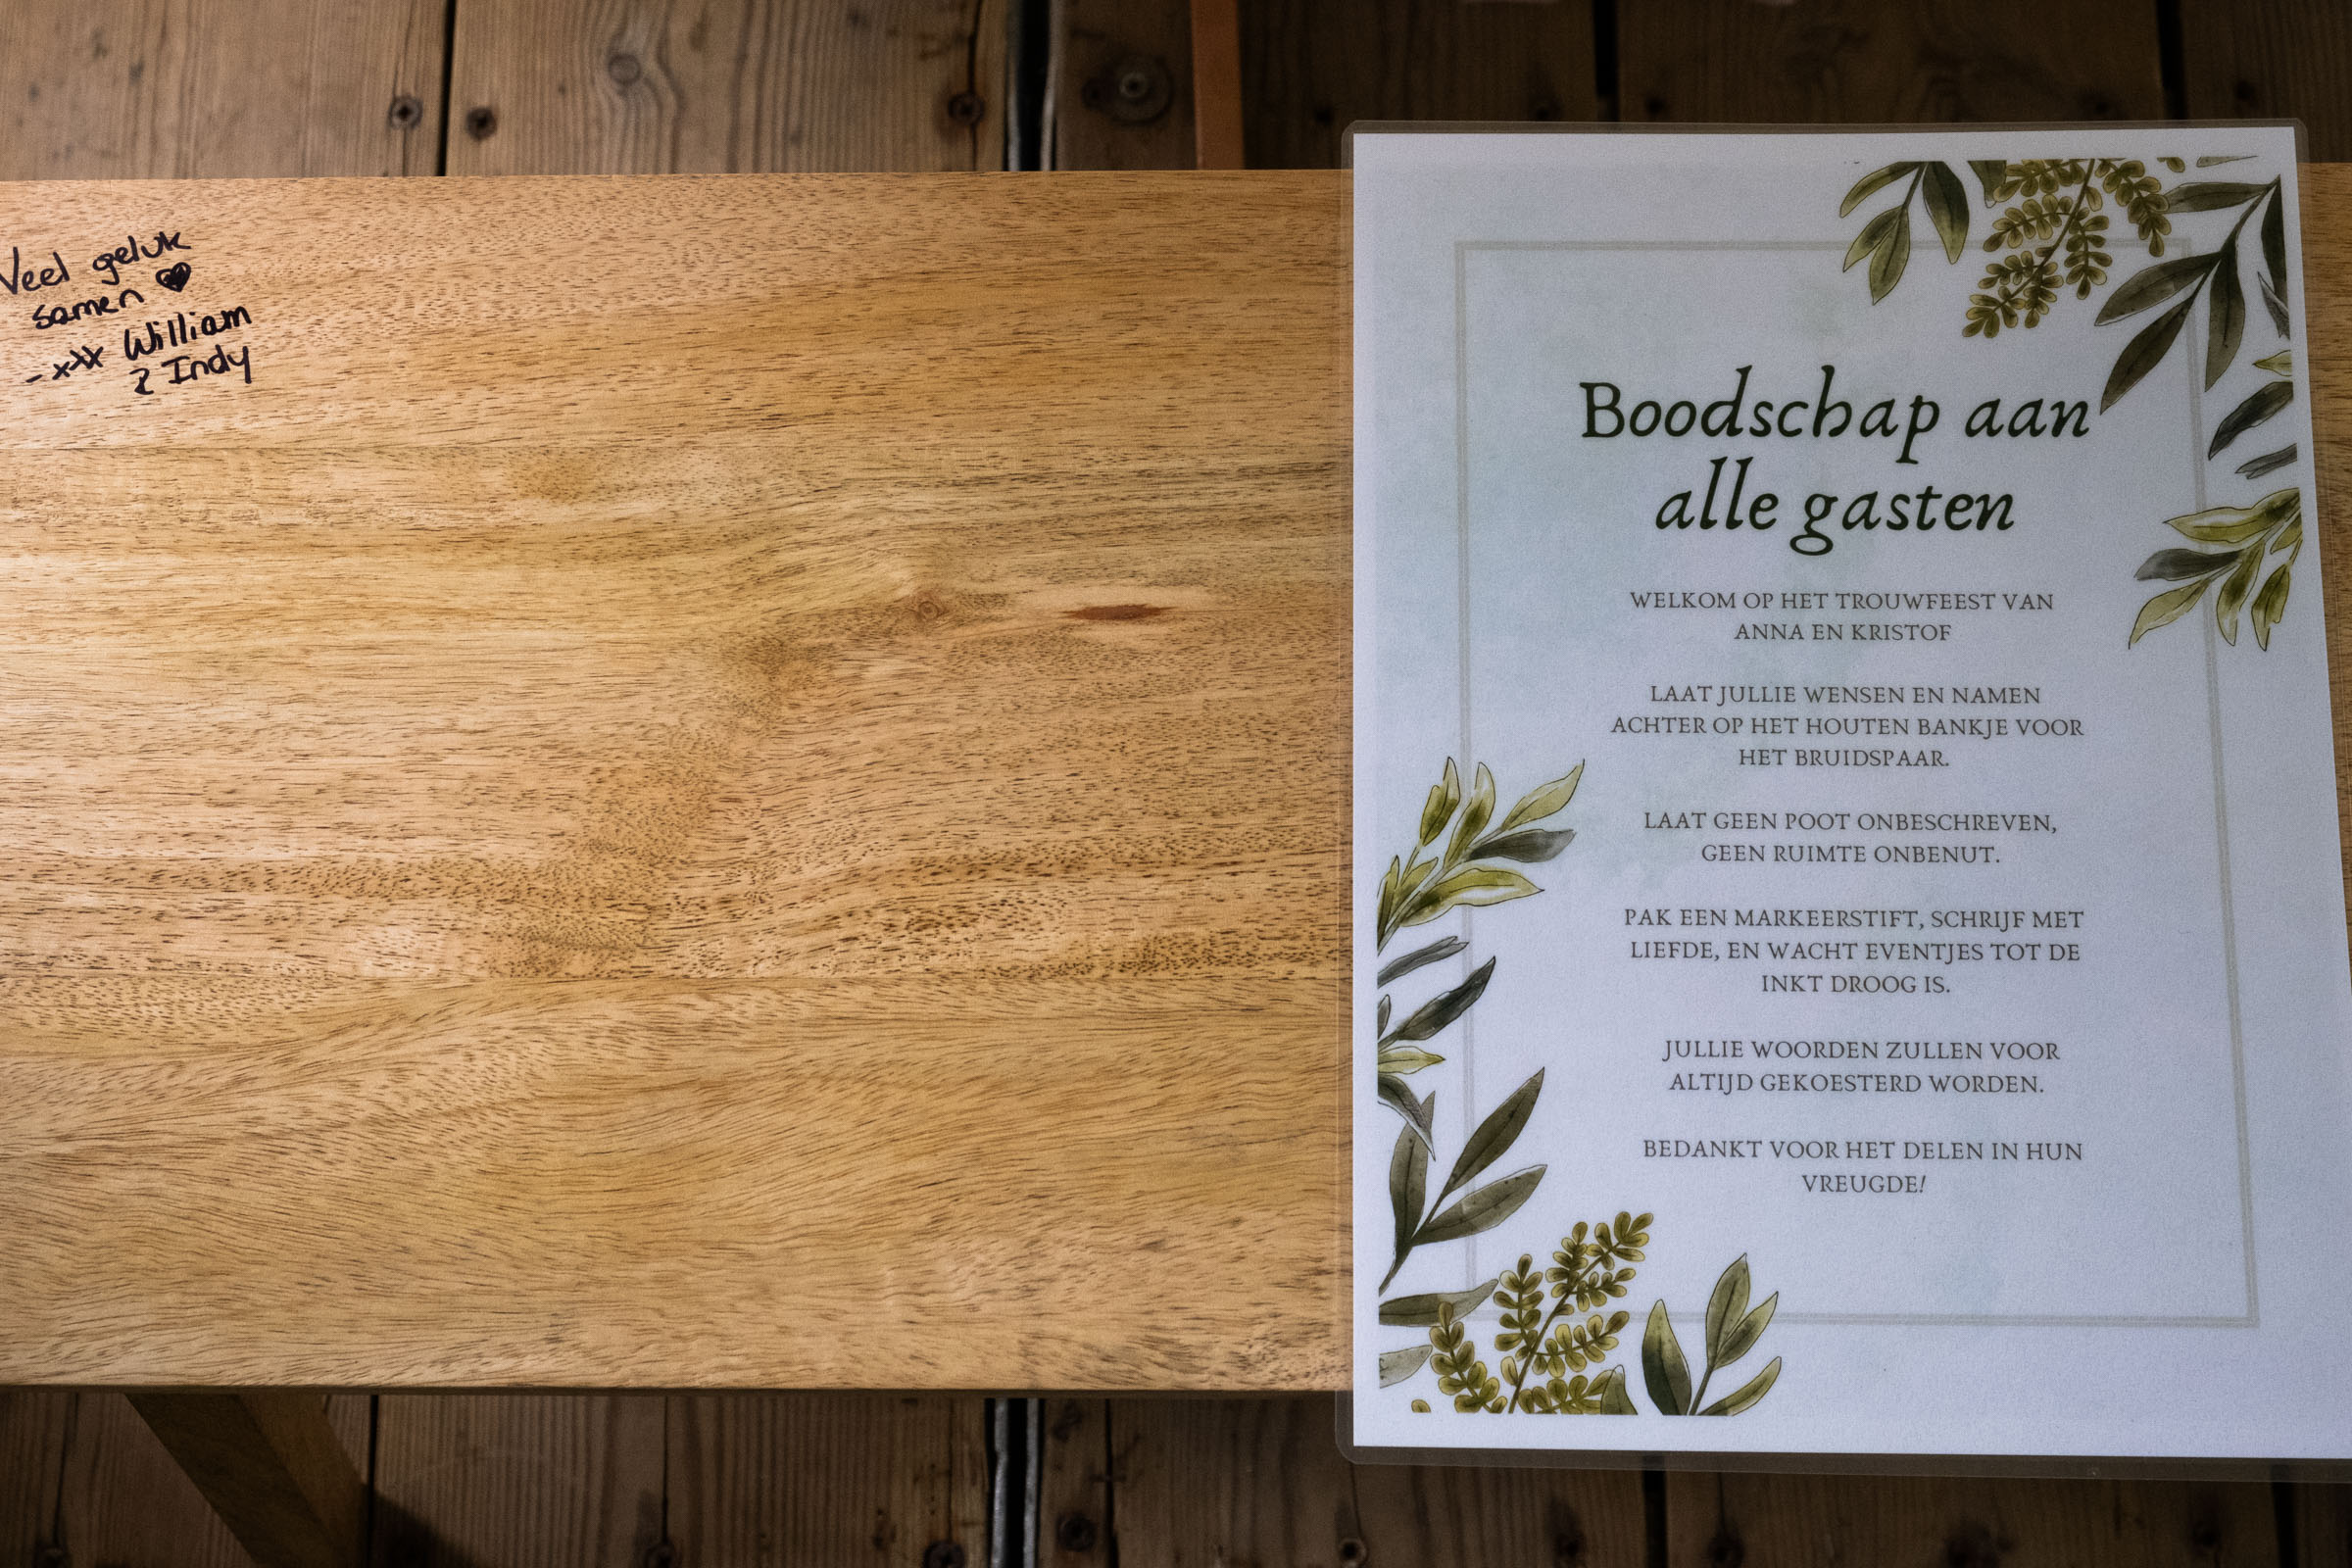 Veel geluk
samen ♥
-xxx William
& Indy
Boodschap aan
alle gasten
WELKOM OP HET TROUWFEEST VAN
ANNA EN KRISTOF
LAAT JULLIE WENSEN EN NAMEN
ACHTER OP HET HOUTEN BANKJE VOOR
HET BRUIDSPAAR.
LAAT GEEN POOT ONBESCHREVEN,
GEEN RUIMTE ONBENUT.
PAK EEN MARKEERSTIFT, SCHRIJF MET
LIEFDE, EN WACHT EVENTJES TOT DE
INKT DROOG IS.
JULLIE WOORDEN ZULLEN VOOR
ALTIJD GEKOESTERD WORDEN.
BEDANKT VOOR HET DELEN IN HUN
VREUGDE!